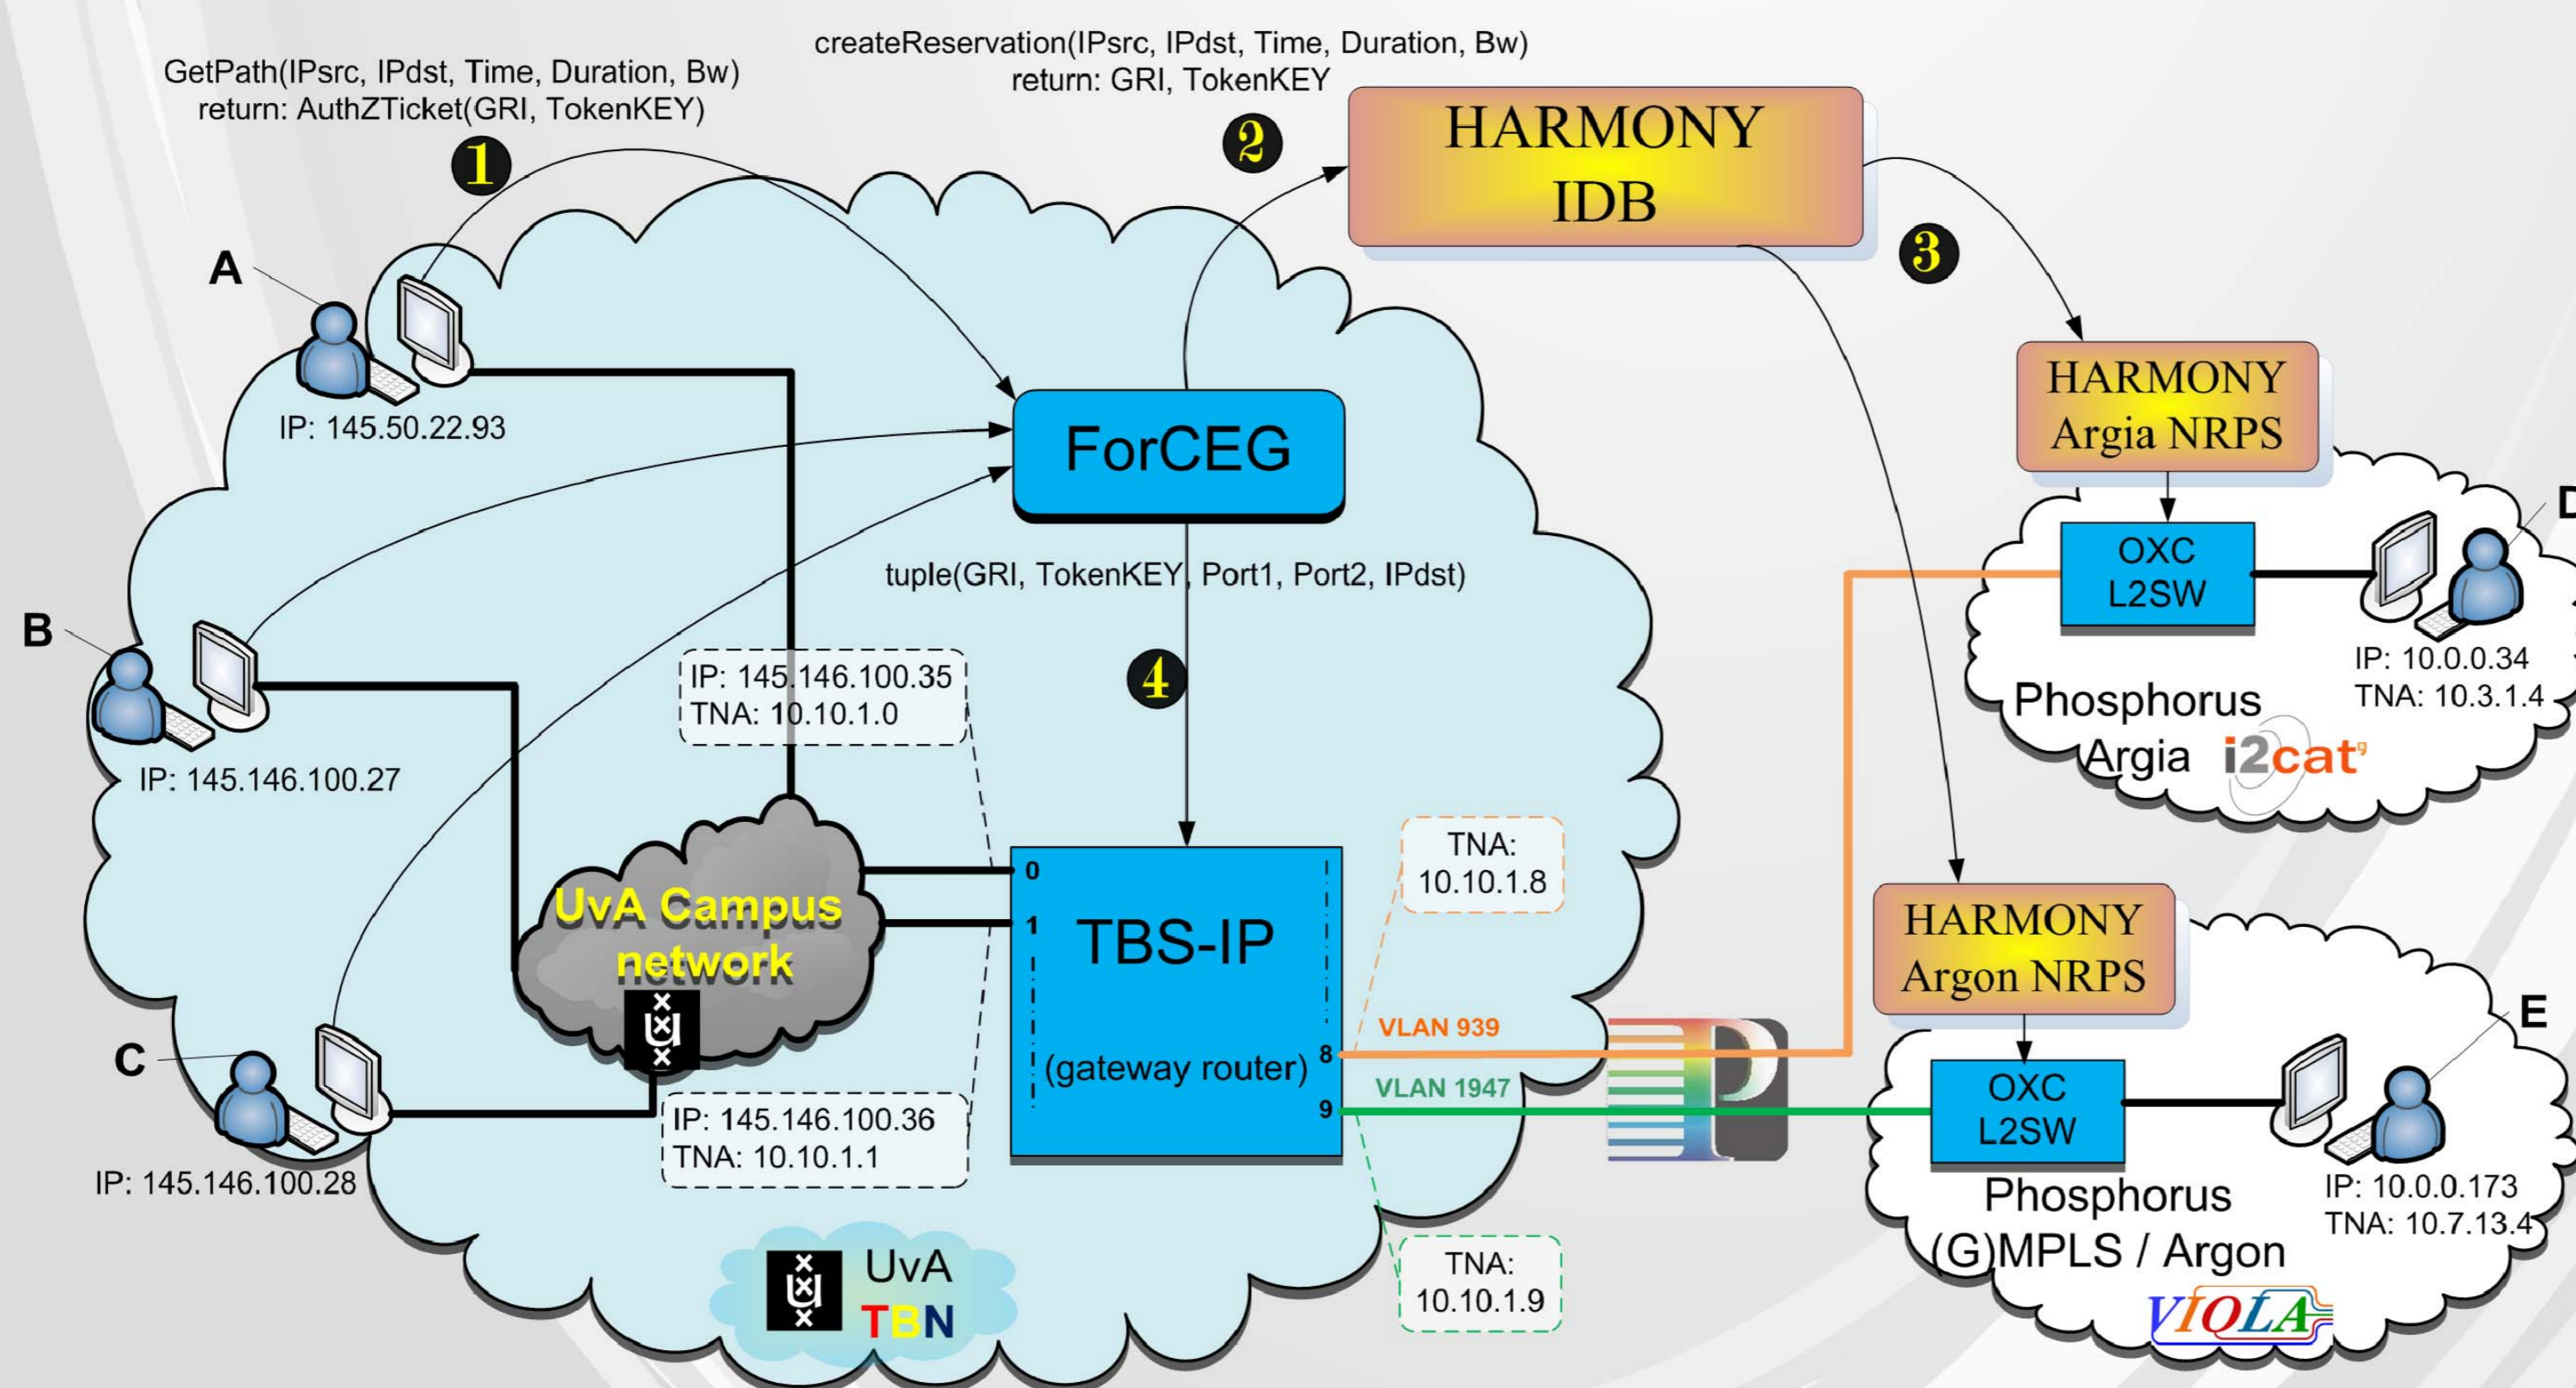 createReservation(IPsrc, IPdst, Time, Duration, Bw)
return: GRI, TokenKEY
GetPath(IPsrc, IPdst, Time, Duration, Bw)
return: AuthZTicket(GRI, TokenKEY)
1
2
HARMONY
IDB
3
A
IP: 145.50.22.93
HARMONY
Argia NRPS
ForCEG
D
OXC
L2SW
tuple(GRI, TokenKEY, Port1, Port2, IPdst)
B
IP: 145.146.100.27
IP: 145.146.100.35
TNA: 10.10.1.0
4
IP: 10.0.0.34
TNA: 10.3.1.4
Phosphorus
Argia i2cat
TNA:
10.10.1.8
0
1
TBS-IP
(gateway router)
8
9
UvA Campus
network
HARMONY
Argon NRPS
VLAN 939
VLAN 1947
P
E
OXC
L2SW
C
IP: 145.146.100.28
IP: 145.146.100.36
TNA: 10.10.1.1
IP: 10.0.0.173
TNA: 10.7.13.4
Phosphorus
(G)MPLS / Argon
VIOLA
TNA:
10.10.1.9
UvA
TBN